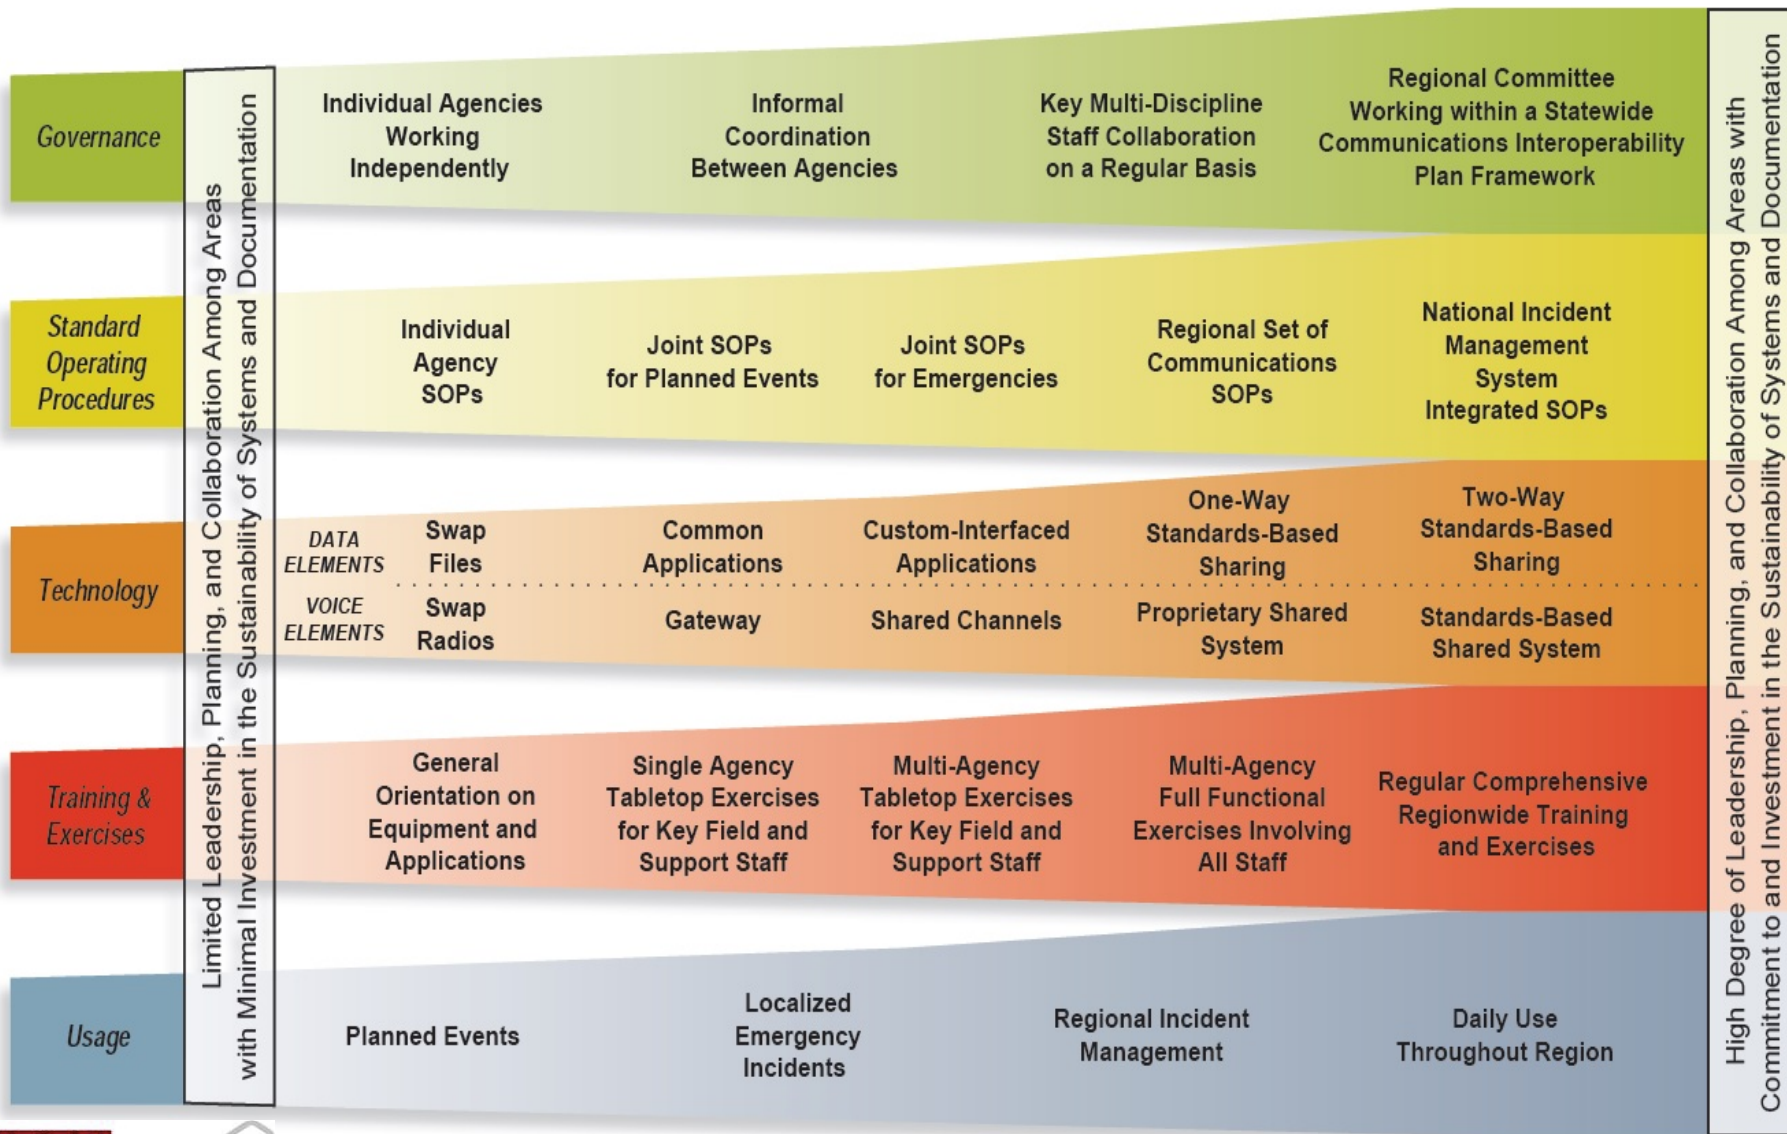 Governance
Individual Agencies
Working
Independently
Informal
Coordination
Between Agencies
Key Multi-Discipline
Staff Collaboration
on a Regular Basis
Regional Committee
Working within a Statewide
Communications Interoperability
Plan Framework
Standard
Operating
Procedures
Individual
Agency
SOPs
Joint SOPs
for Planned Events
Joint SOPs
for Emergencies
Regional Set of
Communications
SOPs
National Incident
Management
System
Integrated SOPs
Technology
DATA
ELEMENTS
Swap
Files
Common
Applications
Custom-Interfaced
Applications
One-Way
Standards-Based
Sharing
Two-Way
Standards-Based
Sharing
VOICE
ELEMENTS
Swap
Radios
Gateway
Shared Channels
Proprietary Shared
System
Standards-Based
Shared System
Training &
Exercises
General
Orientation on
Equipment and
Applications
Single Agency
Tabletop Exercises
for Key Field and
Support Staff
Multi-Agency
Tabletop Exercises
for Key Field and
Support Staff
Multi-Agency
Full Functional
Exercises Involving
All Staff
Regular Comprehensive
Regionwide Training
and Exercises
Usage
Planned Events
Localized
Emergency
Incidents
Regional Incident
Management
Daily Use
Throughout Region
Limited Leadership, Planning, and Collaboration Among Areas
with Minimal Investment in the Sustainability of Systems and Documentation
High Degree of Leadership, Planning, and Collaboration Among Areas with
Commitment to and Investment in the Sustainability of Systems and Documentation